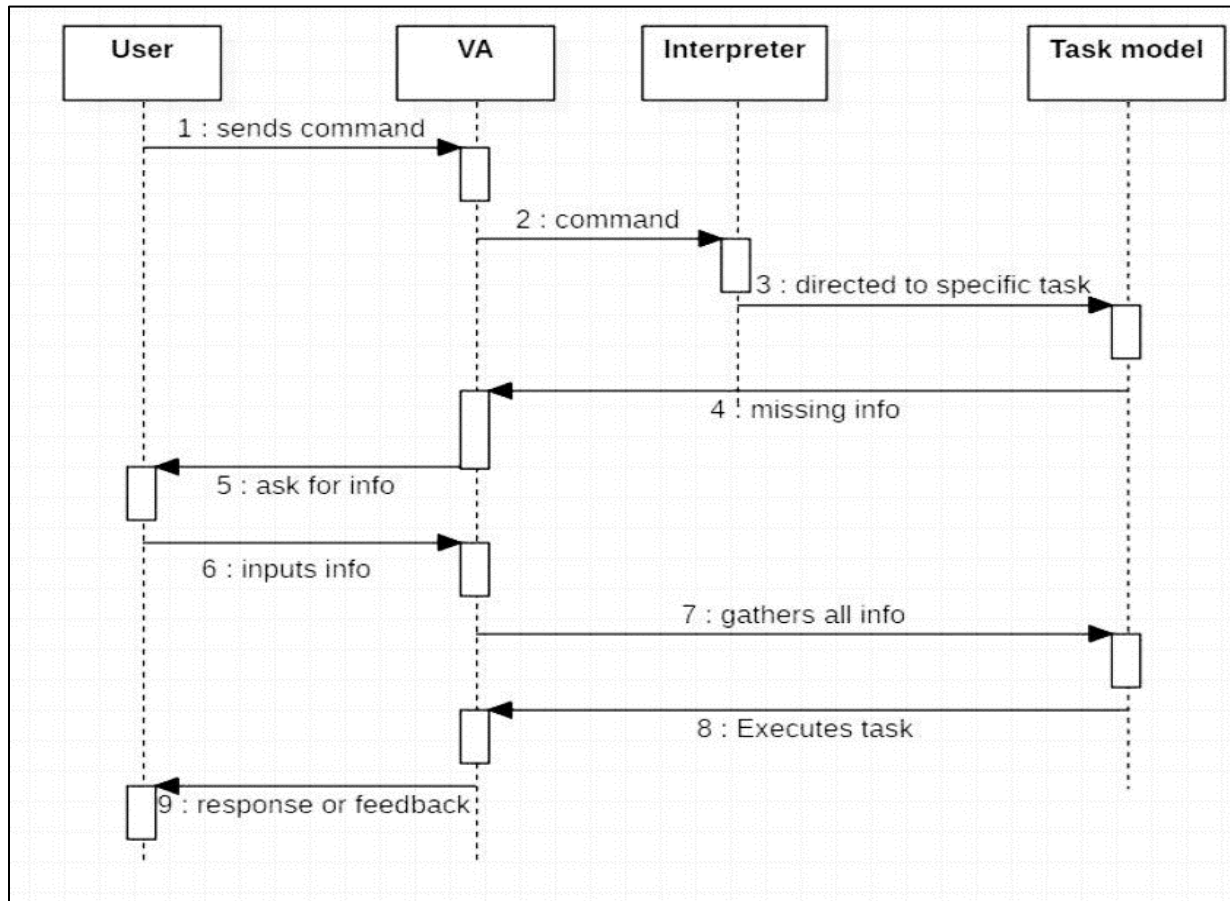 User
VA
Interpreter
Task model
1 : sends command
2 : command
3 : directed to specific task
4 : missing info
5 : ask for info
6 : inputs info
7 : gathers all info
8 : Executes task
9 : response or feedback